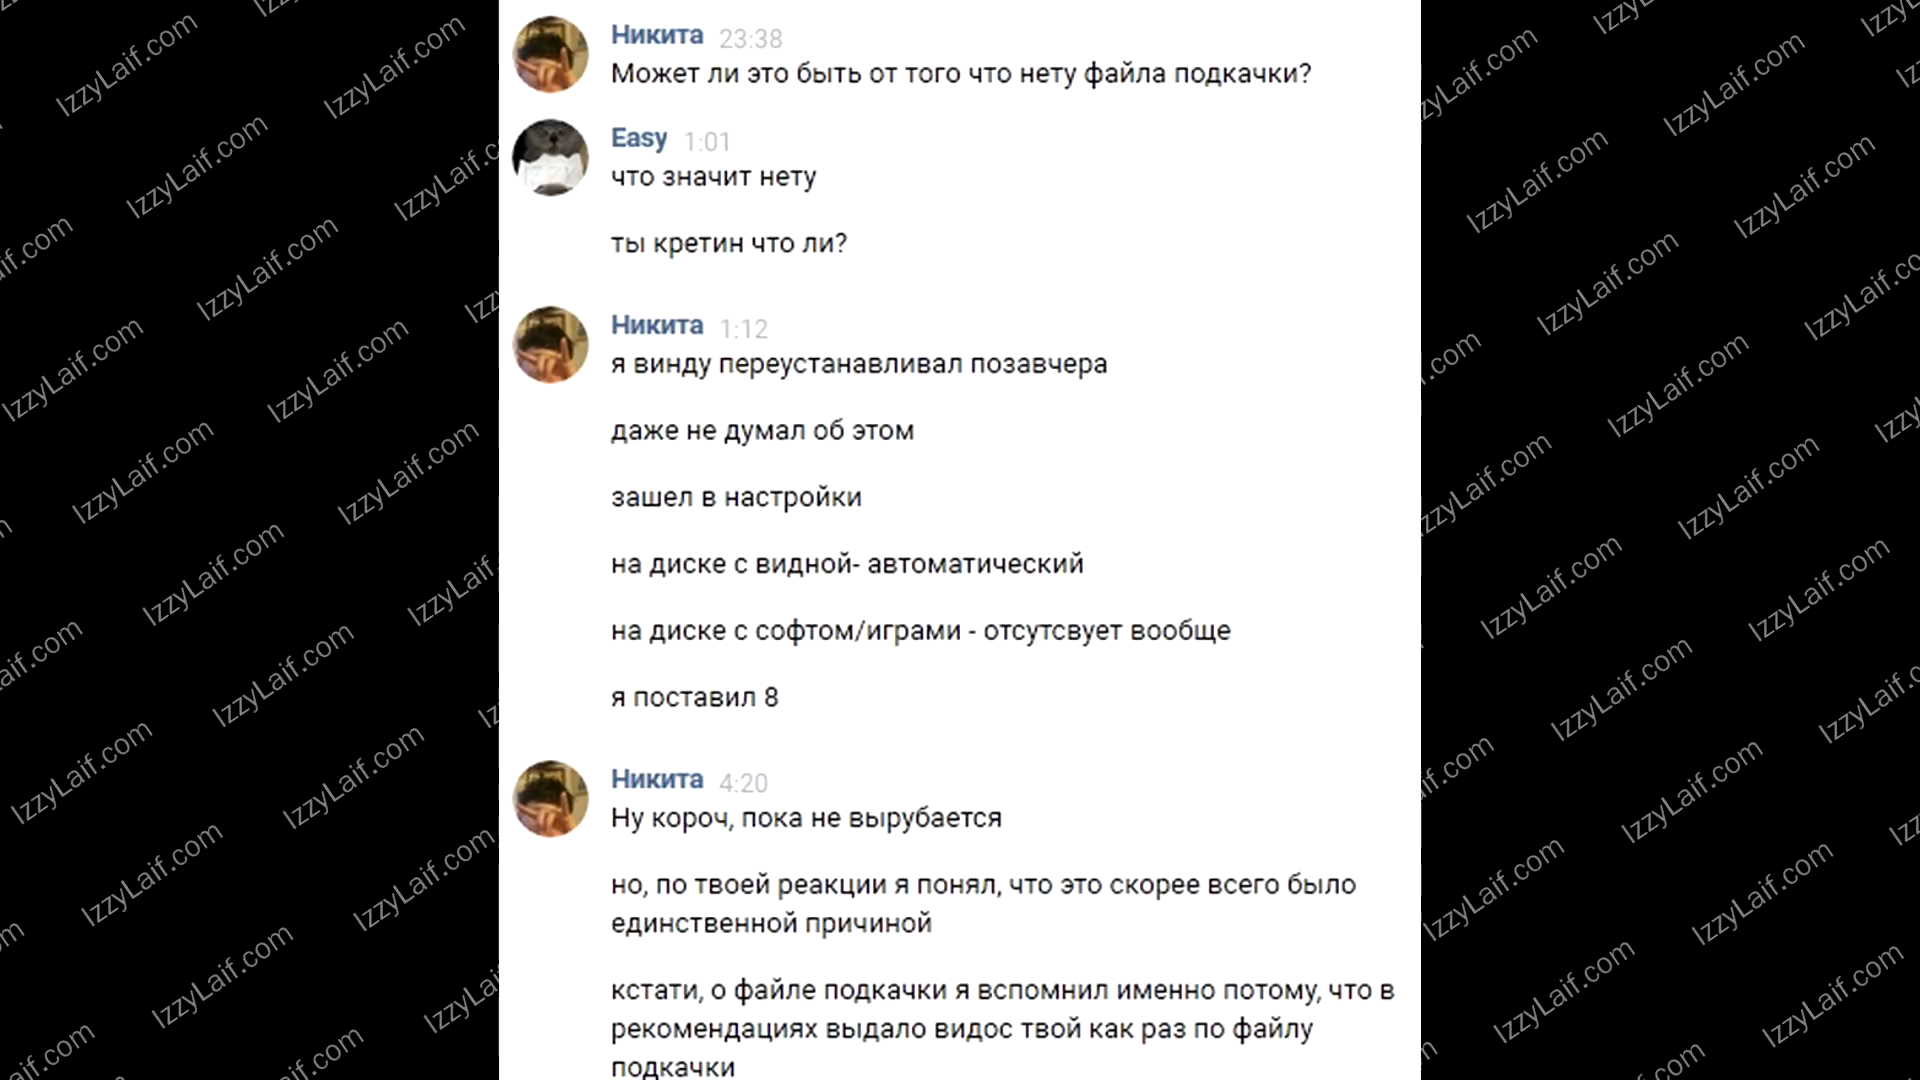 Никита 23:38
Может ли это быть от того что нету файла подкачки?
Easy 1:01
что значит нету
ты кретин что ли?
Никита 1:12
я винду переустанавливал позавчера
даже не думал об этом
зашел в настройки
на диске с видной- автоматический
на диске с софтом/играми - отсутсвует вообще
я поставил 8
Никита 4:20
Ну короч, пока не вырубается
но, по твоей реакции я понял, что это скорее всего было
единственной причиной
кстати, о файле подкачки я вспомнил именно потому, что в
рекомендациях выдало видос твой как раз по файлу
подкачки
IzzyLaif.com